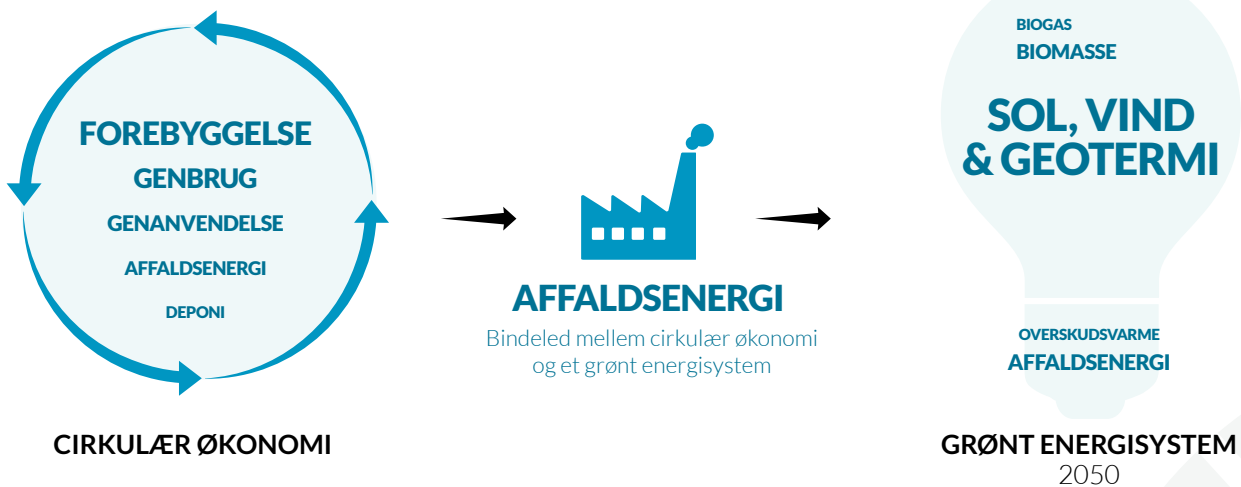 FOREBYGGELSE
GENBRUG
GENANVENDELSE
AFFALDSENERGI
DEPONI
CIRKULÆR ØKONOMI
AFFALDSENERGI
Bindeled mellem cirkulær økonomi
og et grønt energisystem
BIOGAS
BIOMASSE
SOL, VIND
& GEOTERMI
OVERSKUDSVARME
AFFALDSENERGI
GRØNT ENERGISYSTEM
2050